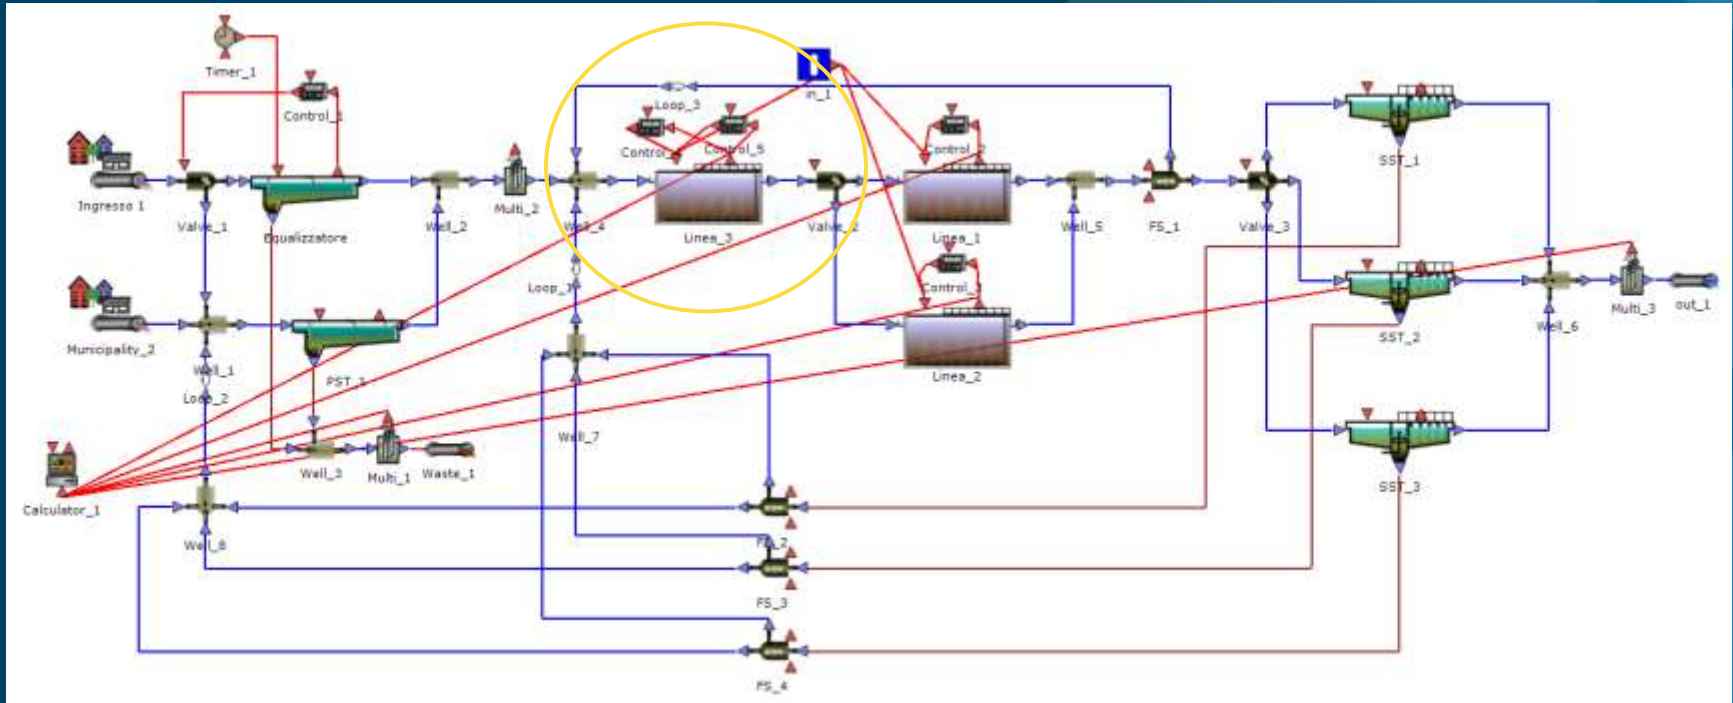 Timer_1
Control_1
Ingresso 1
Valve_1
Equalizzatore
Well_2
Multi_2
Loop_3
in_1
Control_5
Well_4
Linea_3
Valve_2
Control_2
Linea_1
Well_5
FS_1
Valve_3
SST_1
Municipality_2
Well_1
Loop_2
PST_1
Loop_1
Control_3
Linea_2
SST_2
Well_6
Multi_3
out_1
Calculator_1
Well_3
Multi_1
Waste_1
Well_7
SST_3
Well_8
FS_2
FS_3
FS_4